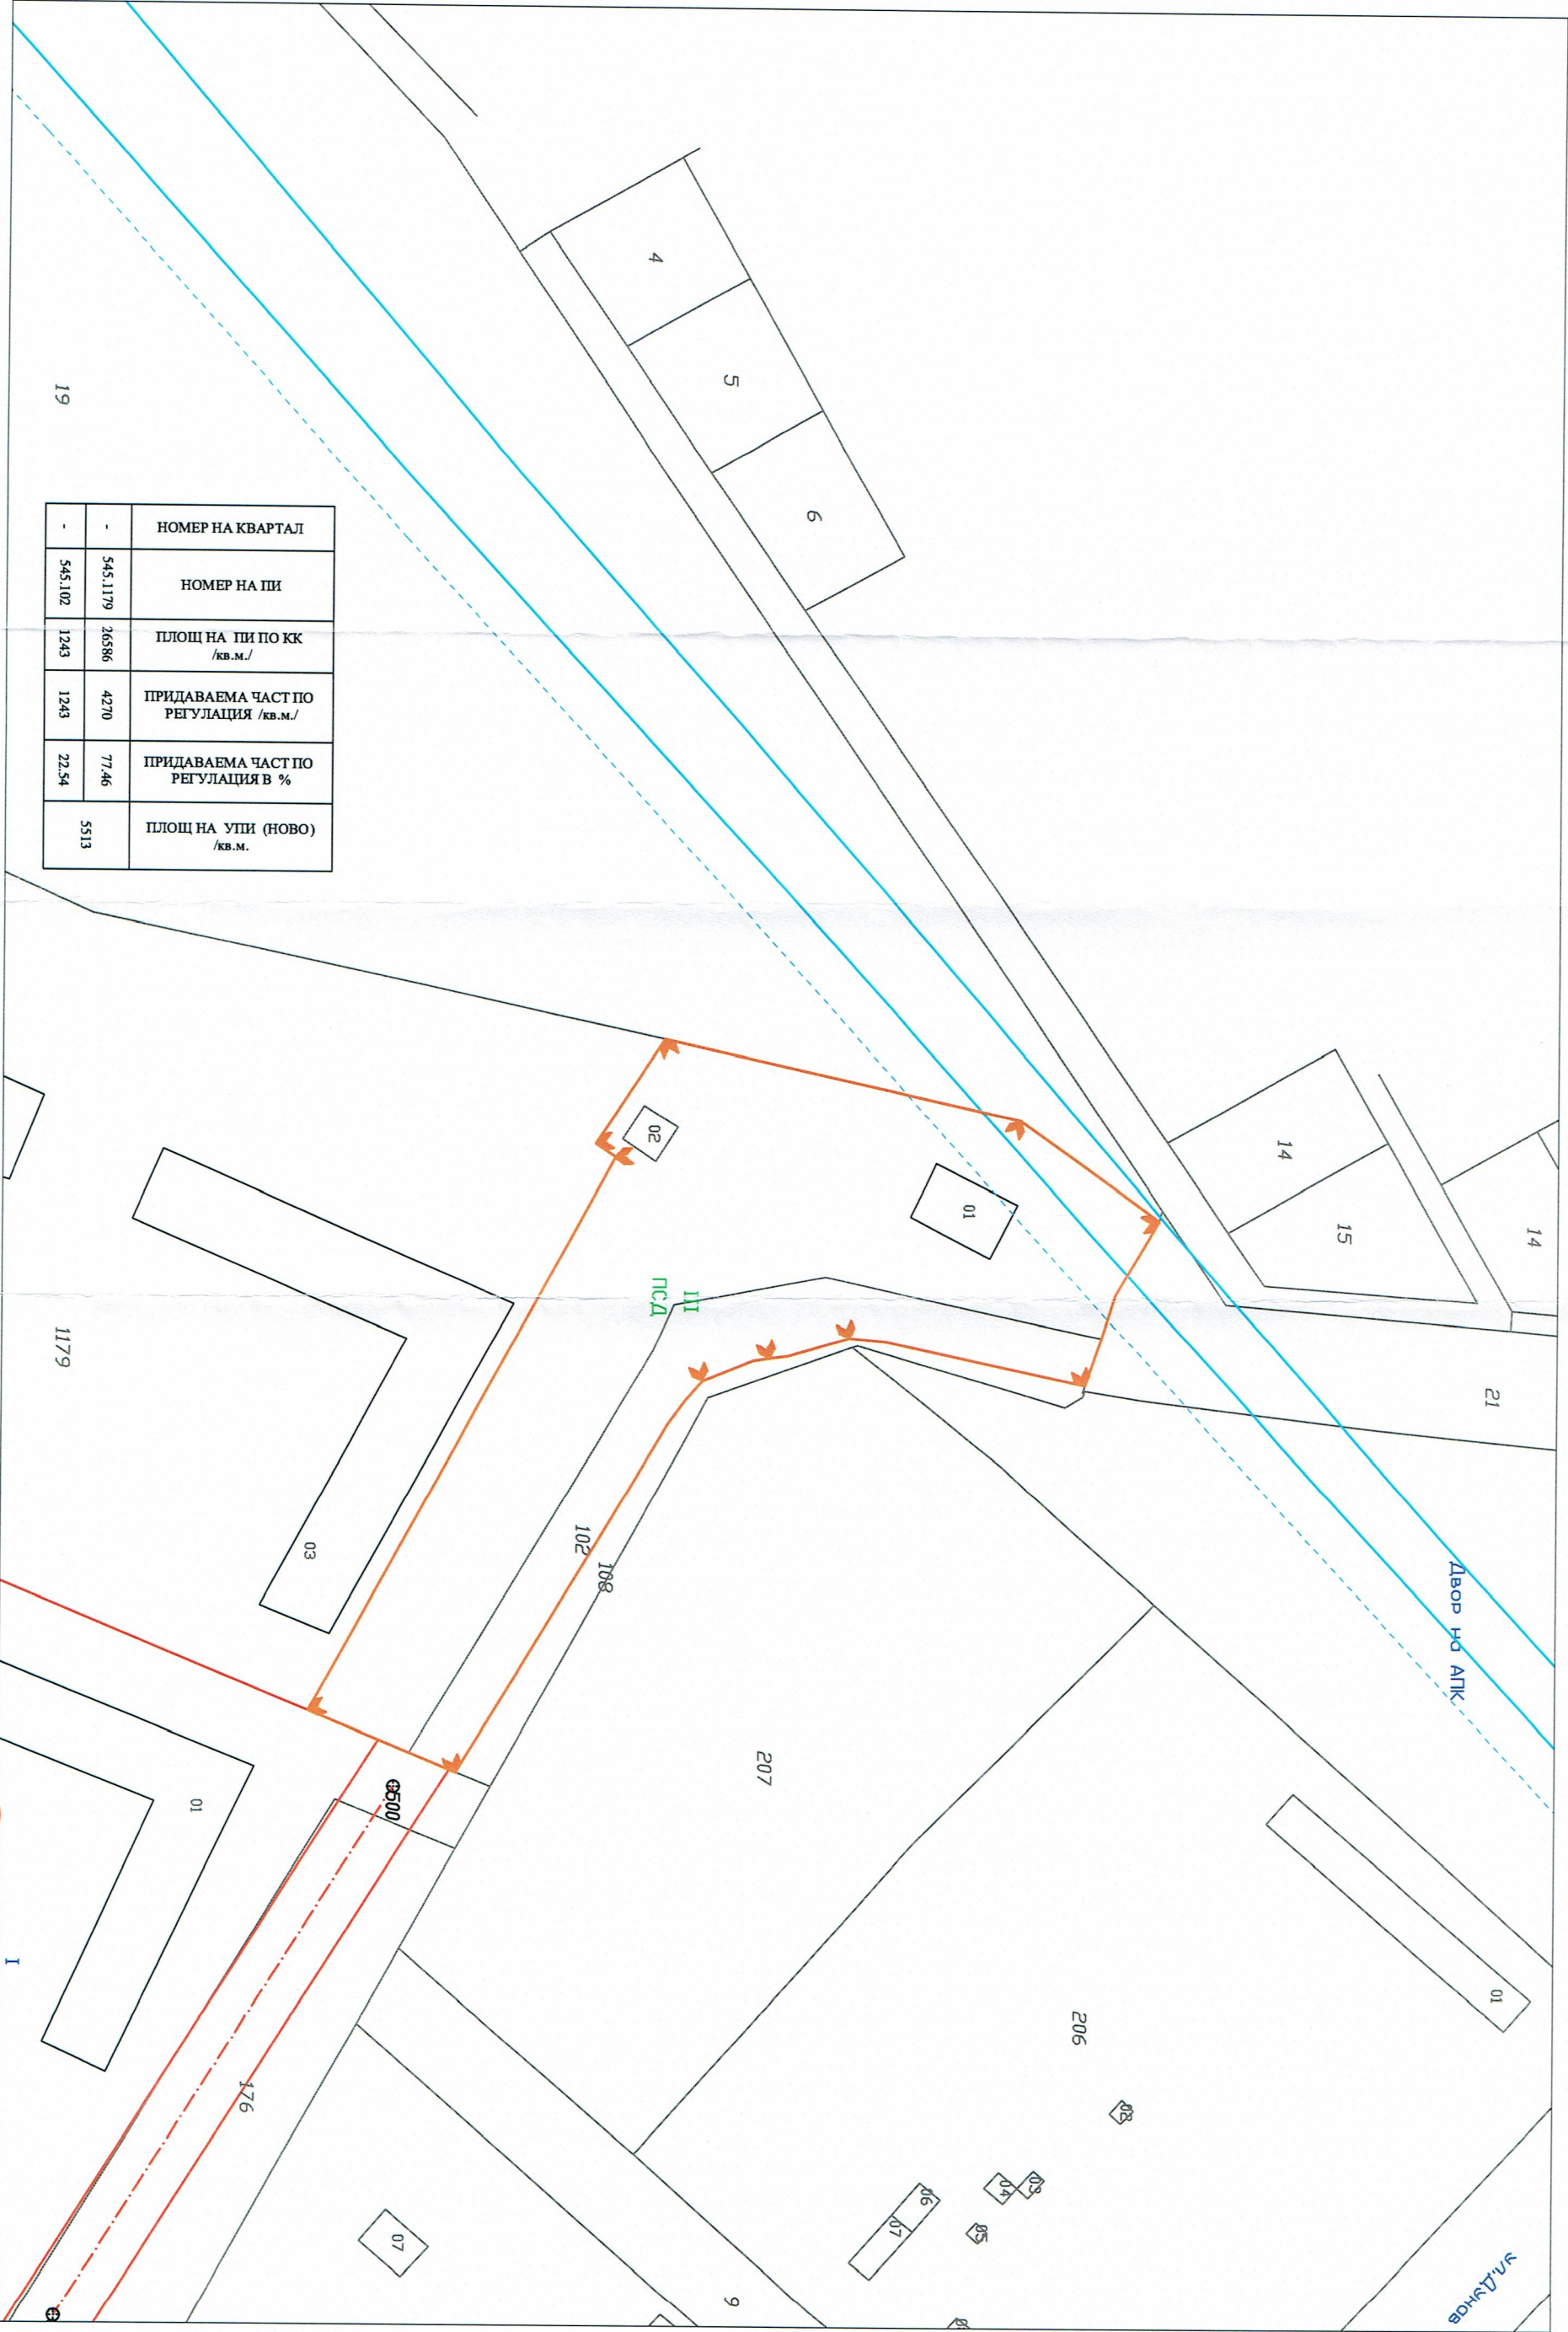 НОМЕР НА КВАРТАЛ
НОМЕР НА ПИ
ПЛОЩ НА ПИ ПО КК
/кв.м./
ПРИДАВАЕМА ЧАСТ ПО
РЕГУЛАЦИЯ /кв.м./
ПРИДАВАЕМА ЧАСТ ПО
РЕГУЛАЦИЯ В %
ПЛОЩ НА УПИ (НОВО)
/кв.м.
- 545.1179 26586 4270 77.46
- 545.102 1243 1243 22.54
5513
19
4
5
6
14
15
14
21
02
01
III
ПСД
1179
03
102
108
Двор на АПК
207
ф500
01
01
I
206
176
02
03
04
05
06
07
07
9
ул.Дунав